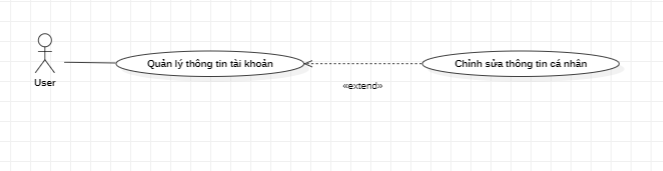 Quản lý thông tin tài khoản
Chỉnh sửa thông tin cá nhân
User
«extend»